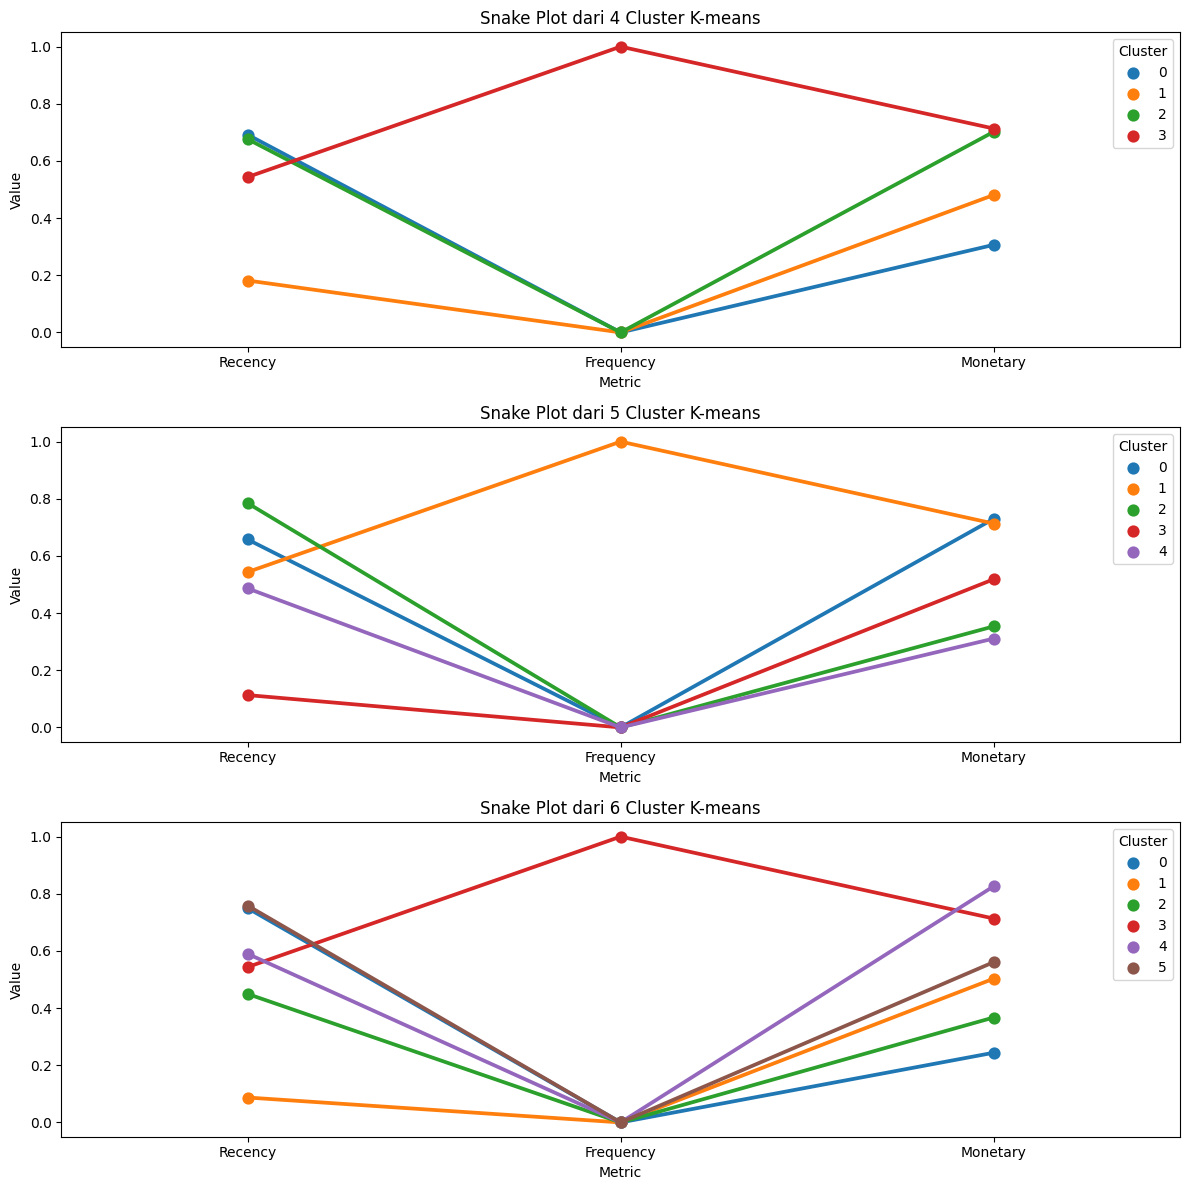 Snake Plot dari 4 Cluster K-means
1.0
0.8
0.6
0.4
0.2
0.0
Value
Recency
Frequency
Monetary
Metric
Cluster
0
1
2
3
Snake Plot dari 5 Cluster K-means
1.0
0.8
0.6
0.4
0.2
0.0
Value
Recency
Frequency
Monetary
Metric
Cluster
0
1
2
3
4
Snake Plot dari 6 Cluster K-means
1.0
0.8
0.6
0.4
0.2
0.0
Value
Recency
Frequency
Monetary
Metric
Cluster
0
1
2
3
4
5